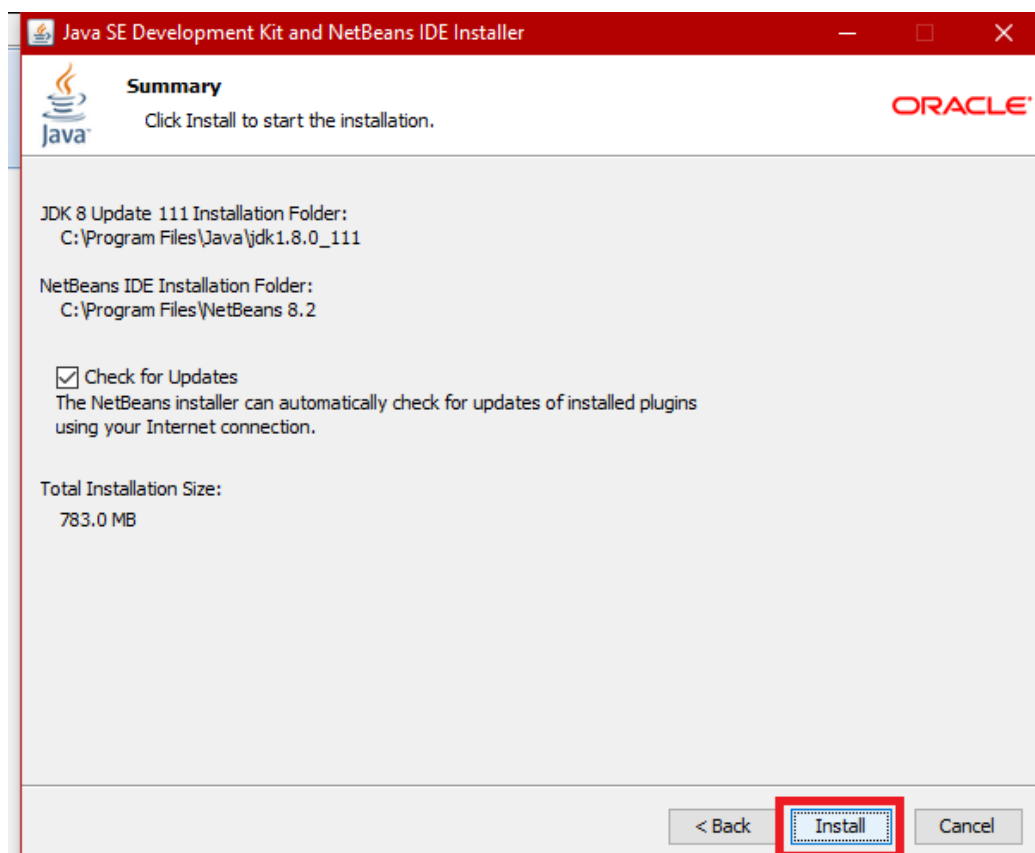 Java SE Development Kit and NetBeans IDE Installer
Summary
Click Install to start the installation.
Java
ORACLE
JDK 8 Update 111 Installation Folder:
C:\Program Files\Java\jdk1.8.0_111
NetBeans IDE Installation Folder:
C:\Program Files\NetBeans 8.2
Check for Updates
The NetBeans installer can automatically check for updates of installed plugins
using your Internet connection.
Total Installation Size:
783.0 MB
< Back Install Cancel